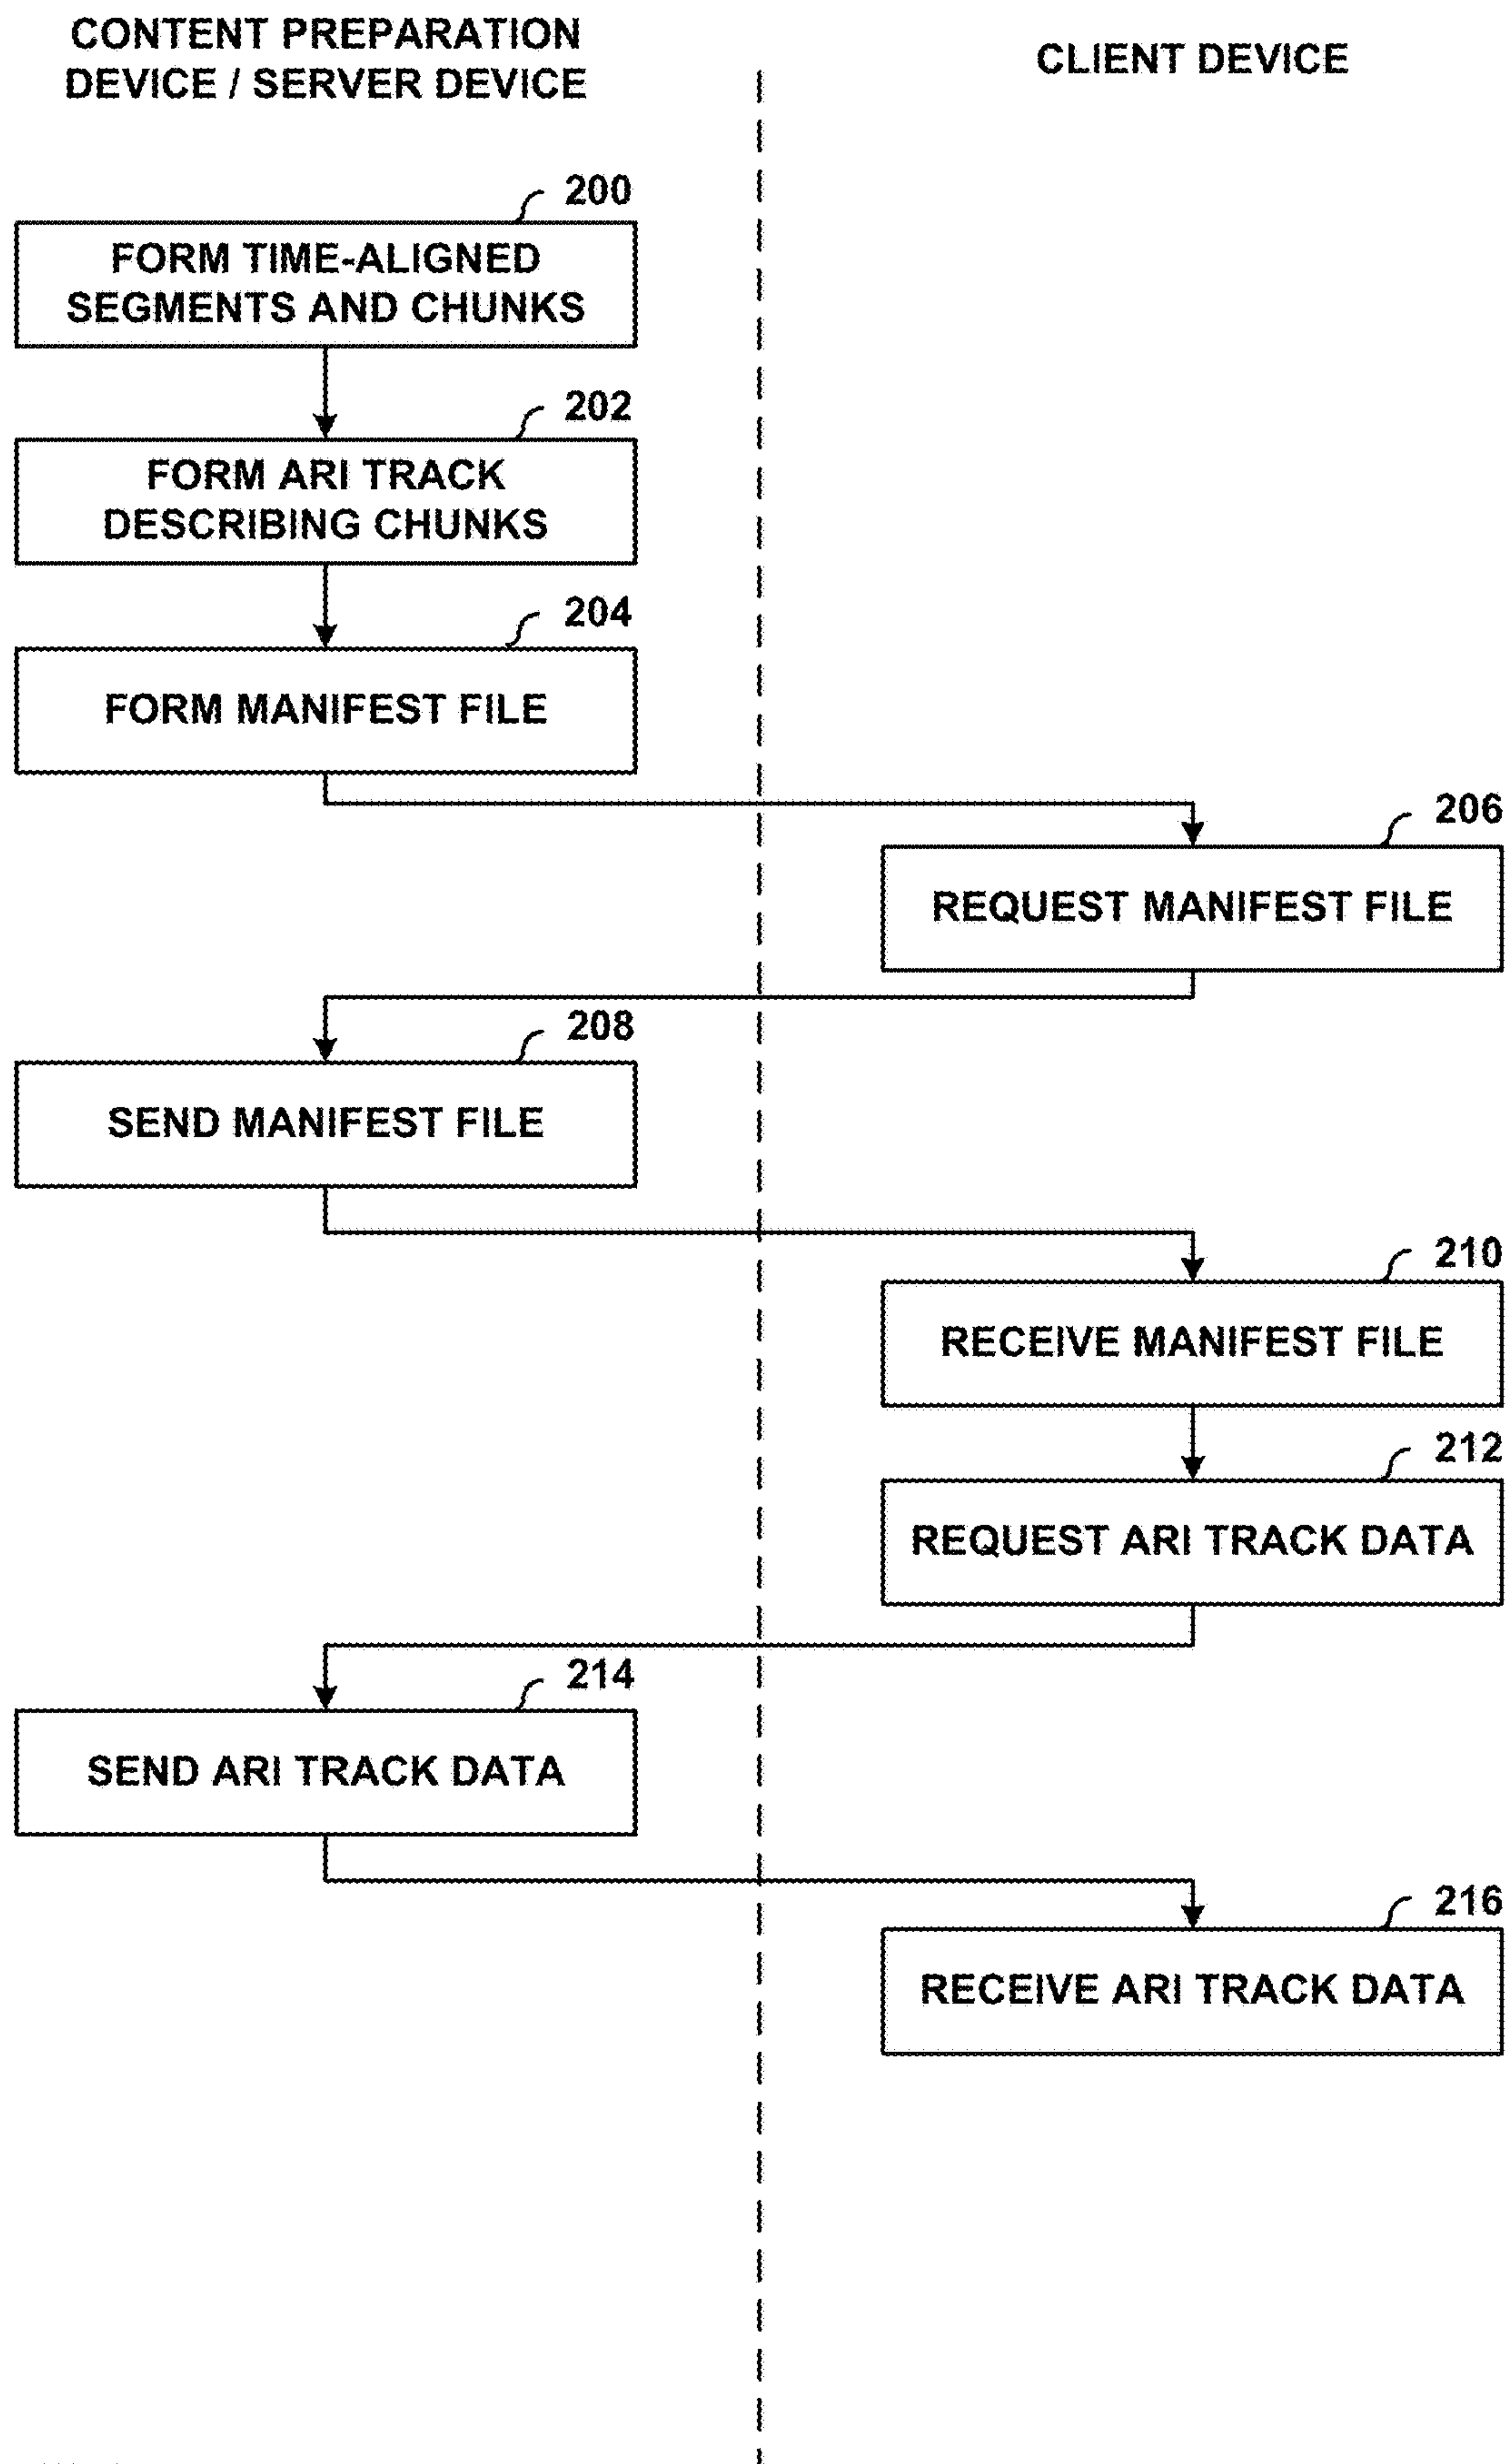 CONTENT PREPARATION
DEVICE / SERVER DEVICE
CLIENT DEVICE
200
FORM TIME-ALIGNED
SEGMENTS AND CHUNKS
202
FORM ARI TRACK
DESCRIBING CHUNKS
204
FORM MANIFEST FILE
206
REQUEST MANIFEST FILE
208
SEND MANIFEST FILE
210
RECEIVE MANIFEST FILE
212
REQUEST ARI TRACK DATA
214
SEND ARI TRACK DATA
216
RECEIVE ARI TRACK DATA